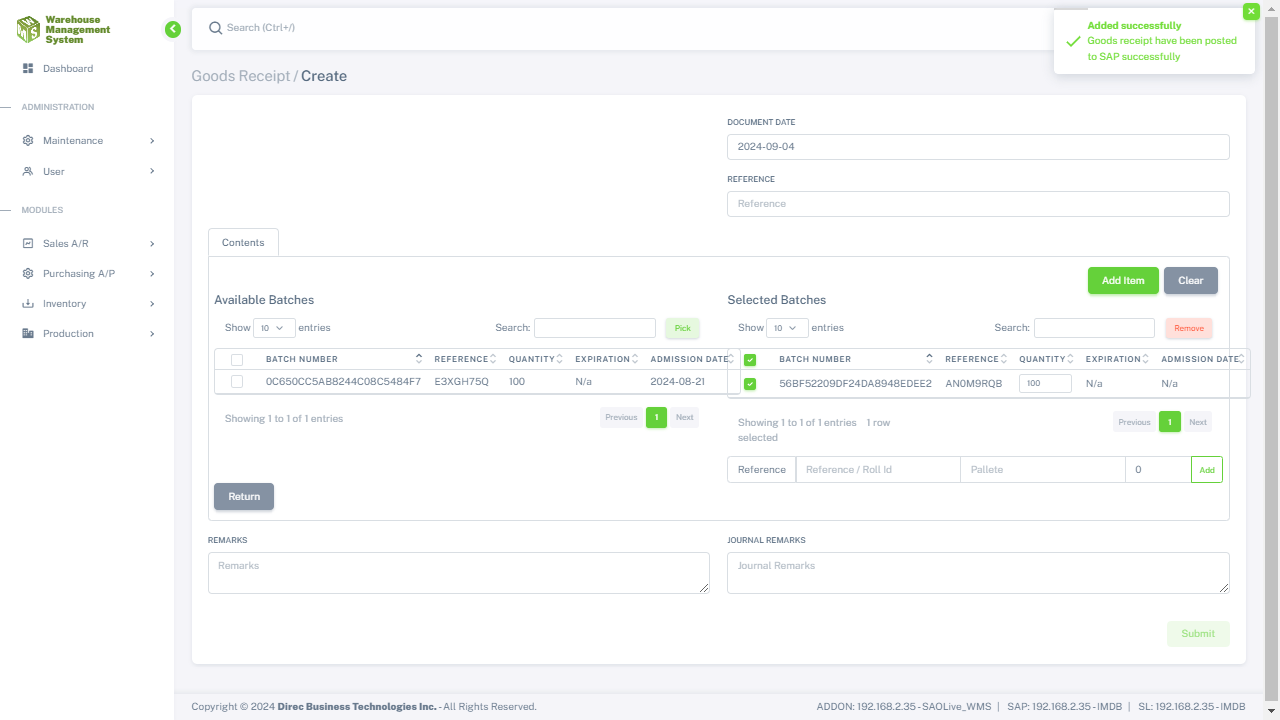 Warehouse
Management
System
Search (Ctrl+/)
Added successfully
Goods receipt have been posted
to SAP successfully
Dashboard
Goods Receipt / Create
ADMINISTRATION
Maintenance
User
MODULES
Sales A/R
Purchasing A/P
Inventory
Production
DOCUMENT DATE
2024-09-04
REFERENCE
Reference
Contents
Add Item Clear
Available Batches
Show 10 entries Search: Pick
BATCH NUMBER REFERENCE QUANTITY EXPIRATION ADMISSION DATE
0C650CC5AB8244C08C5484F7 E3XGH75Q 100 N/a 2024-08-21
Showing 1 to 1 of 1 entries Previous 1 Next
Return
Selected Batches
Show 10 entries Search: Remove
BATCH NUMBER REFERENCE QUANTITY EXPIRATION ADMISSION DATE
56BF52209DF24DA8948EDEE2 AN0M9RQB 100 N/a N/a
Showing 1 to 1 of 1 entries 1 row
selected
Previous 1 Next
Reference Reference / Roll Id Pallete 0 Add
REMARKS
Remarks
JOURNAL REMARKS
Journal Remarks
Submit
Copyright © 2024 Direc Business Technologies Inc. - All Rights Reserved.
ADDON: 192.168.2.35 - SAOLive_WMS | SAP: 192.168.2.35 - IMDB | SL: 192.168.2.35 - IMDB